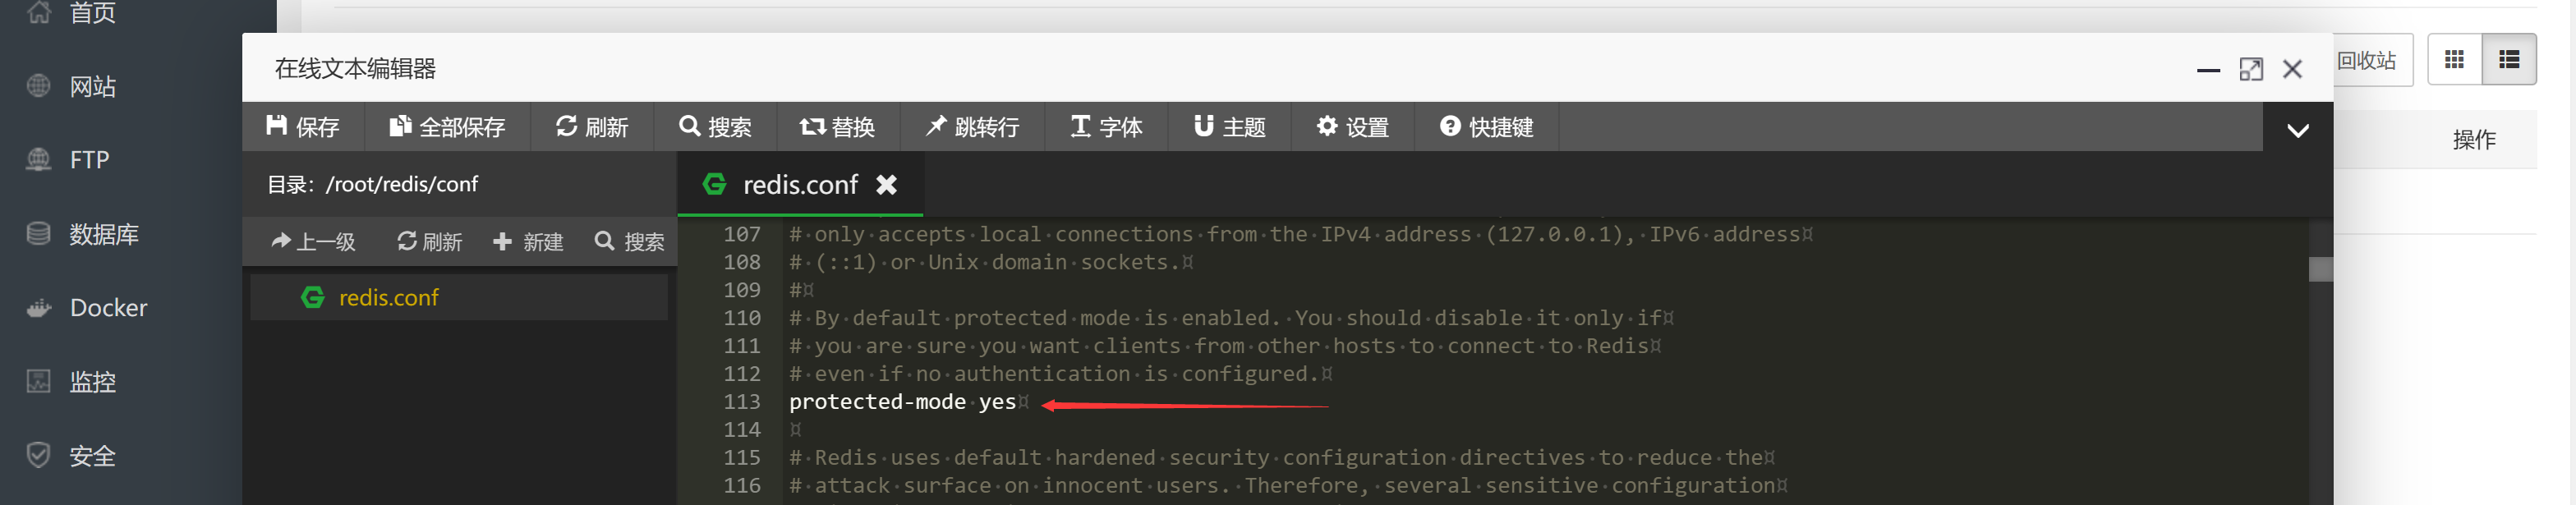 首页
网站
FTP
数据库
Docker
监控
安全
回收站
操作
在线文本编辑器
保存 全部保存 刷新 搜索 替换 跳转行 字体 主题 设置 快捷键
目录：/root/redis/conf
上一级 刷新 新建 搜索
redis.conf
redis.conf
107 # only accepts local connections from the IPv4 address (127.0.0.1), IPv6 address
108 # (::1) or Unix domain sockets.
109 #
110 # By default protected mode is enabled. You should disable it only if
111 # you are sure you want clients from other hosts to connect to Redis
112 # even if no authentication is configured.
113 protected-mode yes
114
115 # Redis uses default hardened security configuration directives to reduce the
116 # attack surface on innocent users. Therefore, several sensitive configuration